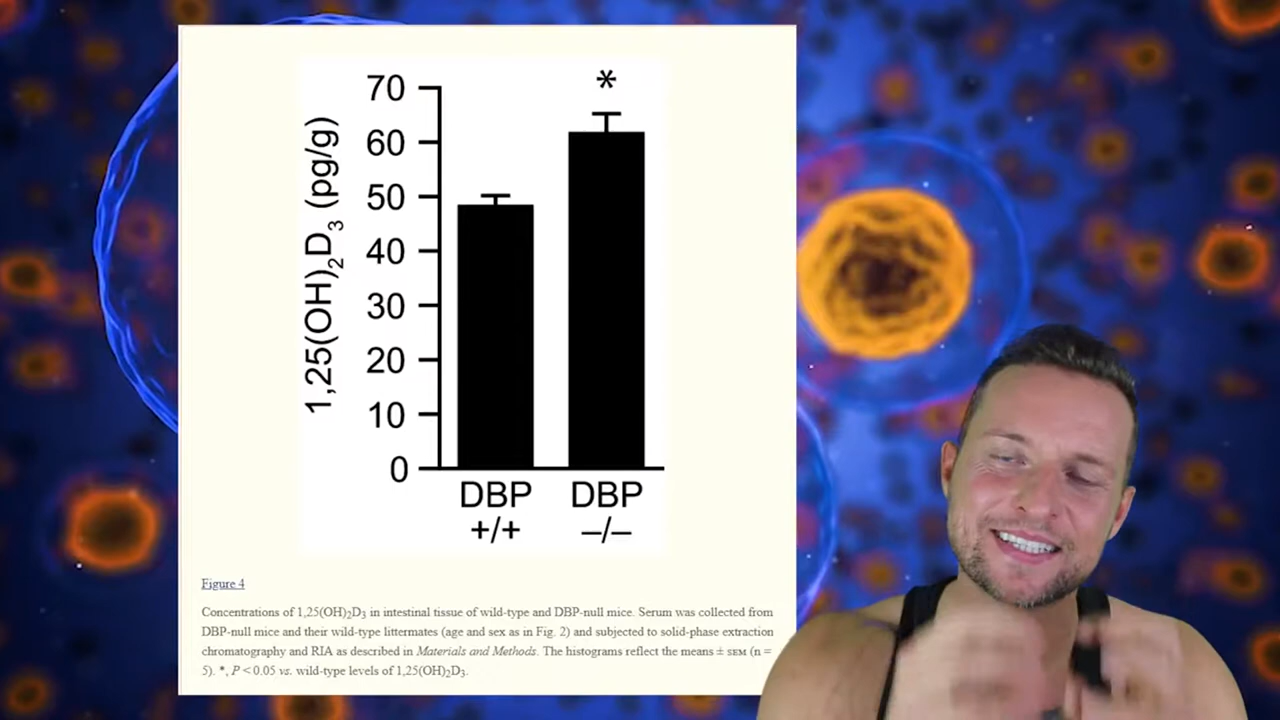 *
70
60
50
40
30
20
10
0
1,25(OH)₂D₃ (pg/g)
DBP DBP
+/+ –/–
Figure 4
Concentrations of 1,25(OH)₂D₃ in intestinal tissue of wild-type and DBP-null mice. Serum was collected from
DBP-null mice and their wild-type littermates (age and sex as in Fig. 2) and subjected to solid-phase extraction
chromatography and RIA as described in Materials and Methods. The histograms reflect the means ± SEM (n =
5). *, P < 0.05 vs. wild-type levels of 1,25(OH)₂D₃.